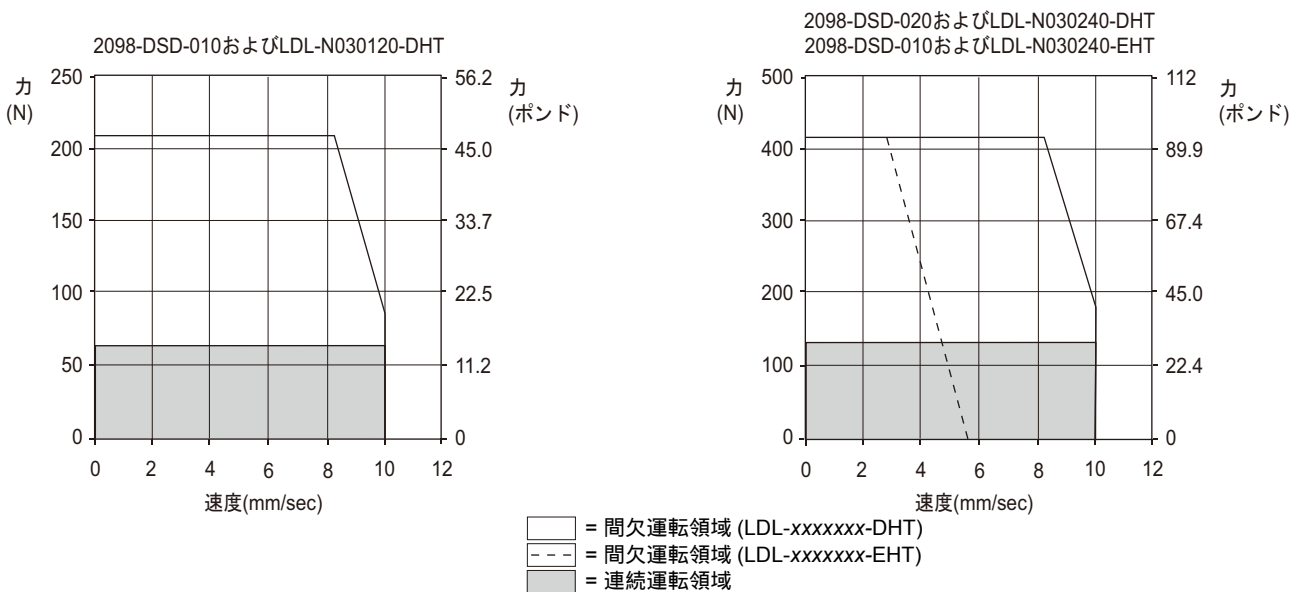 2098-DSD-010およびLDL-N030120-DHT
力
(N)
250
200
150
100
50
0
56.2
45.0
33.7
22.5
11.2
0
力
(ポンド)
0 2 4 6 8 10 12
速度(mm/sec)
2098-DSD-020およびLDL-N030240-DHT
2098-DSD-010およびLDL-N030240-EHT
力
(N)
500
400
300
200
100
0
112
89.9
67.4
45.0
22.4
0
力
(ポンド)
0 2 4 6 8 10 12
速度(mm/sec)
= 間欠運転領域 (LDL-xxxxxxx-DHT)
= 間欠運転領域 (LDL-xxxxxxx-EHT)
= 連続運転領域